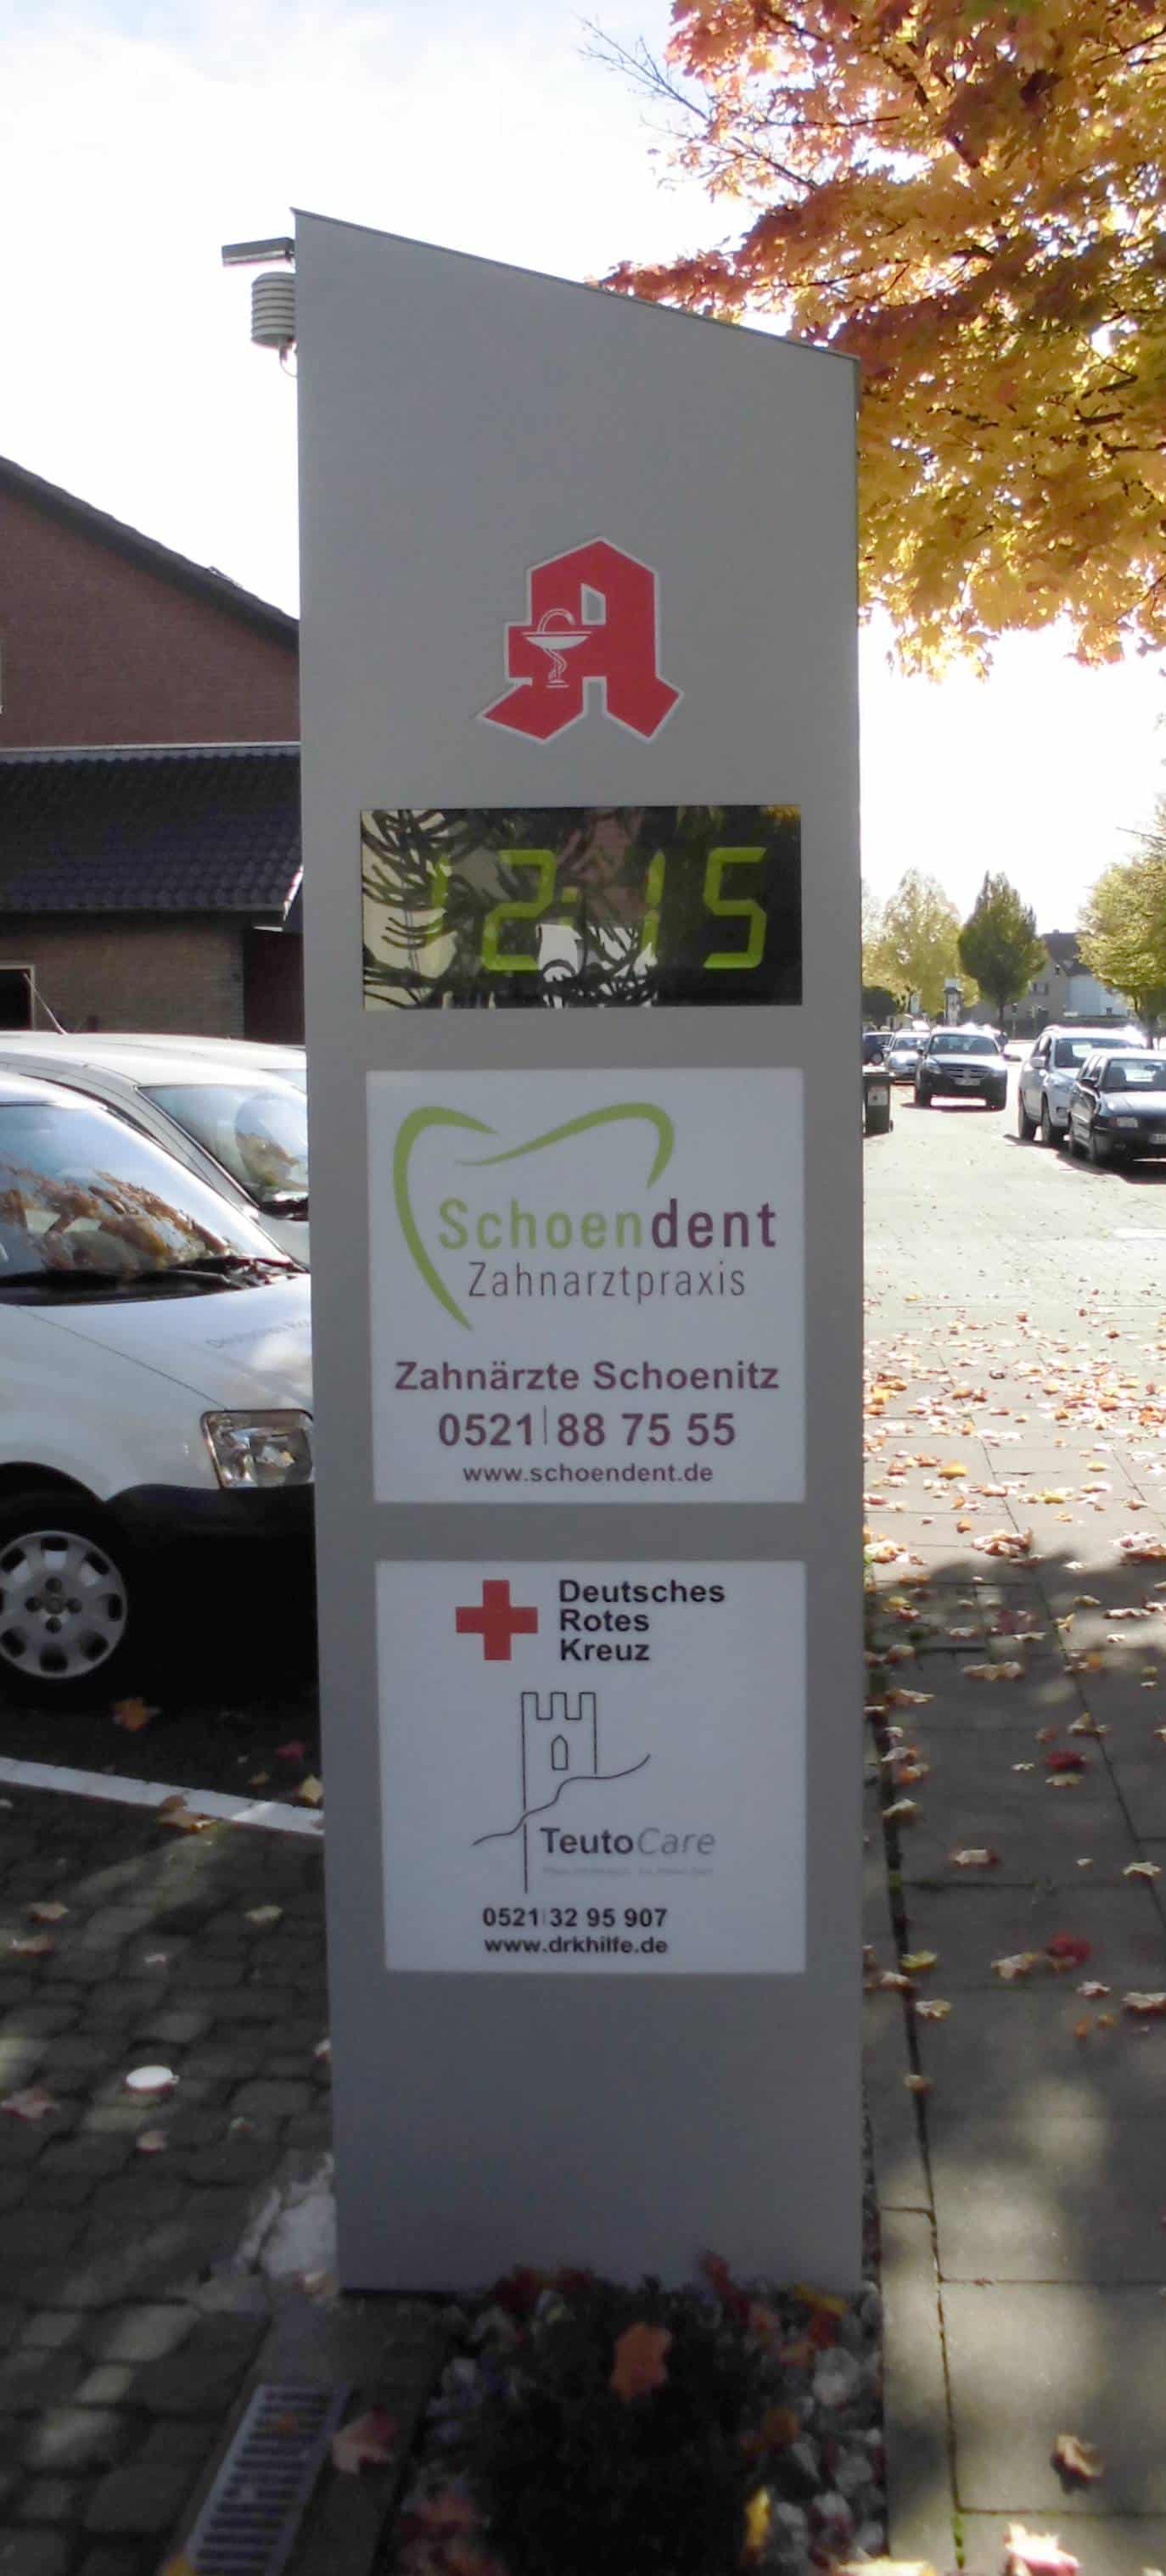 12:15
Schoendent
Zahnarztpraxis
Zahnärzte Schoenitz
0521|88 75 55
www.schoendent.de
Deutsches
Rotes
Kreuz
TeutoCare
0521|32 95 907
www.drkhilfe.de